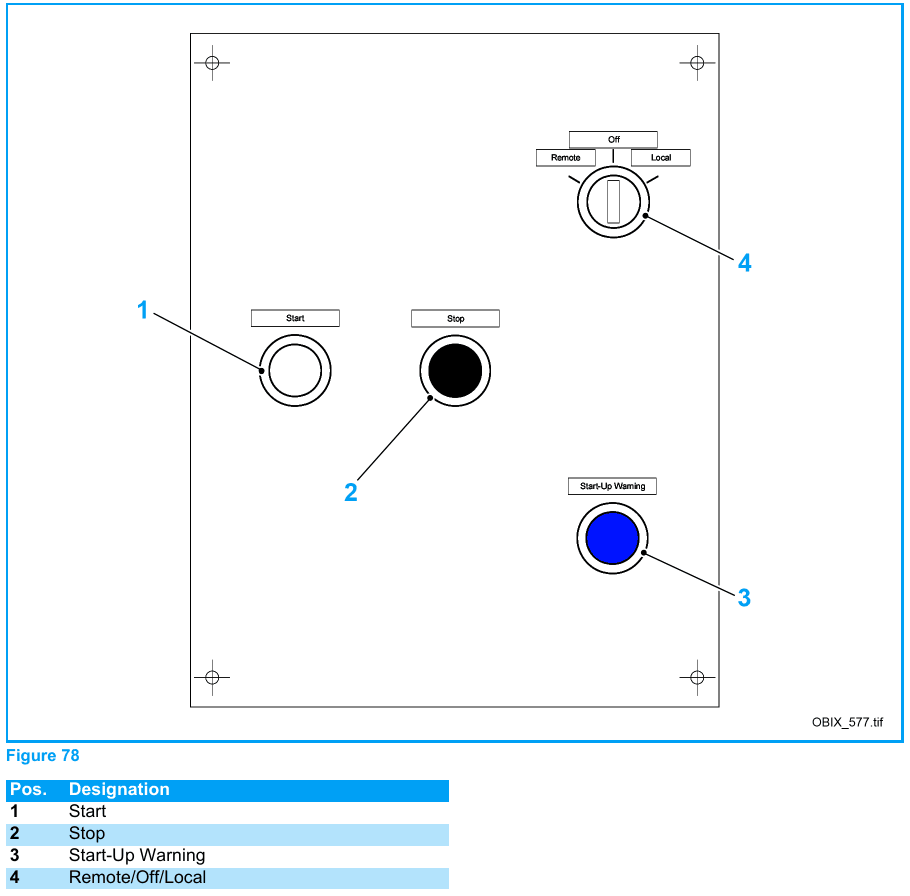 Off
Remote
Local
4
1
Start
Stop
2
Start-Up Warning
3
OBIX_577.tif
Figure 78
Pos. Designation
1 Start
2 Stop
3 Start-Up Warning
4 Remote/Off/Local